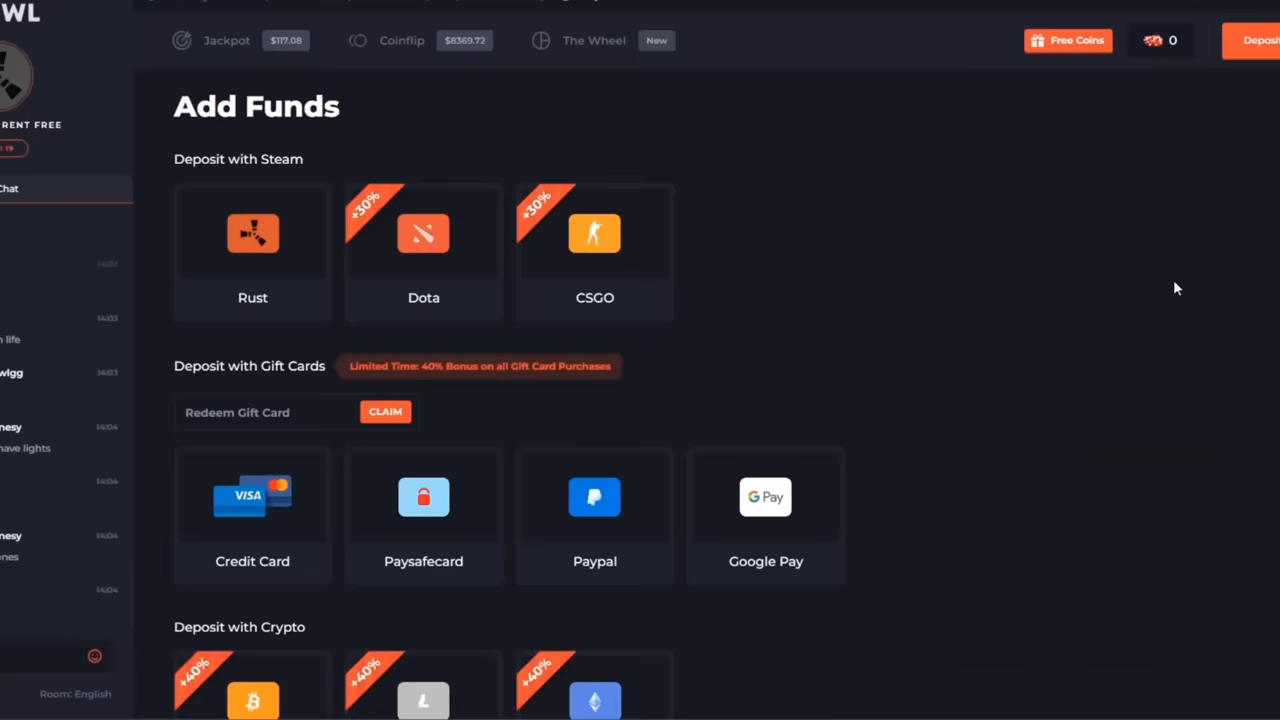 WL
Jackpot $117.08 Coinflip $8369.72 The Wheel New Free Coins 0 Deposi
Add Funds
RENT FREE
19
Deposit with Steam
Chat
+30% +30%
14:03
Rust Dota CSGO
14:03
n life
Deposit with Gift Cards Limited Time: 40% Bonus on all Gift Card Purchases
wlgg 14:03
Redeem Gift Card CLAIM
nesy 14:04
have lights
14:04
VISA G Pay
nesy 14:04
ones
Credit Card Paysafecard Paypal Google Pay
14:04
Deposit with Crypto
+40% +40% +40%
Room: English